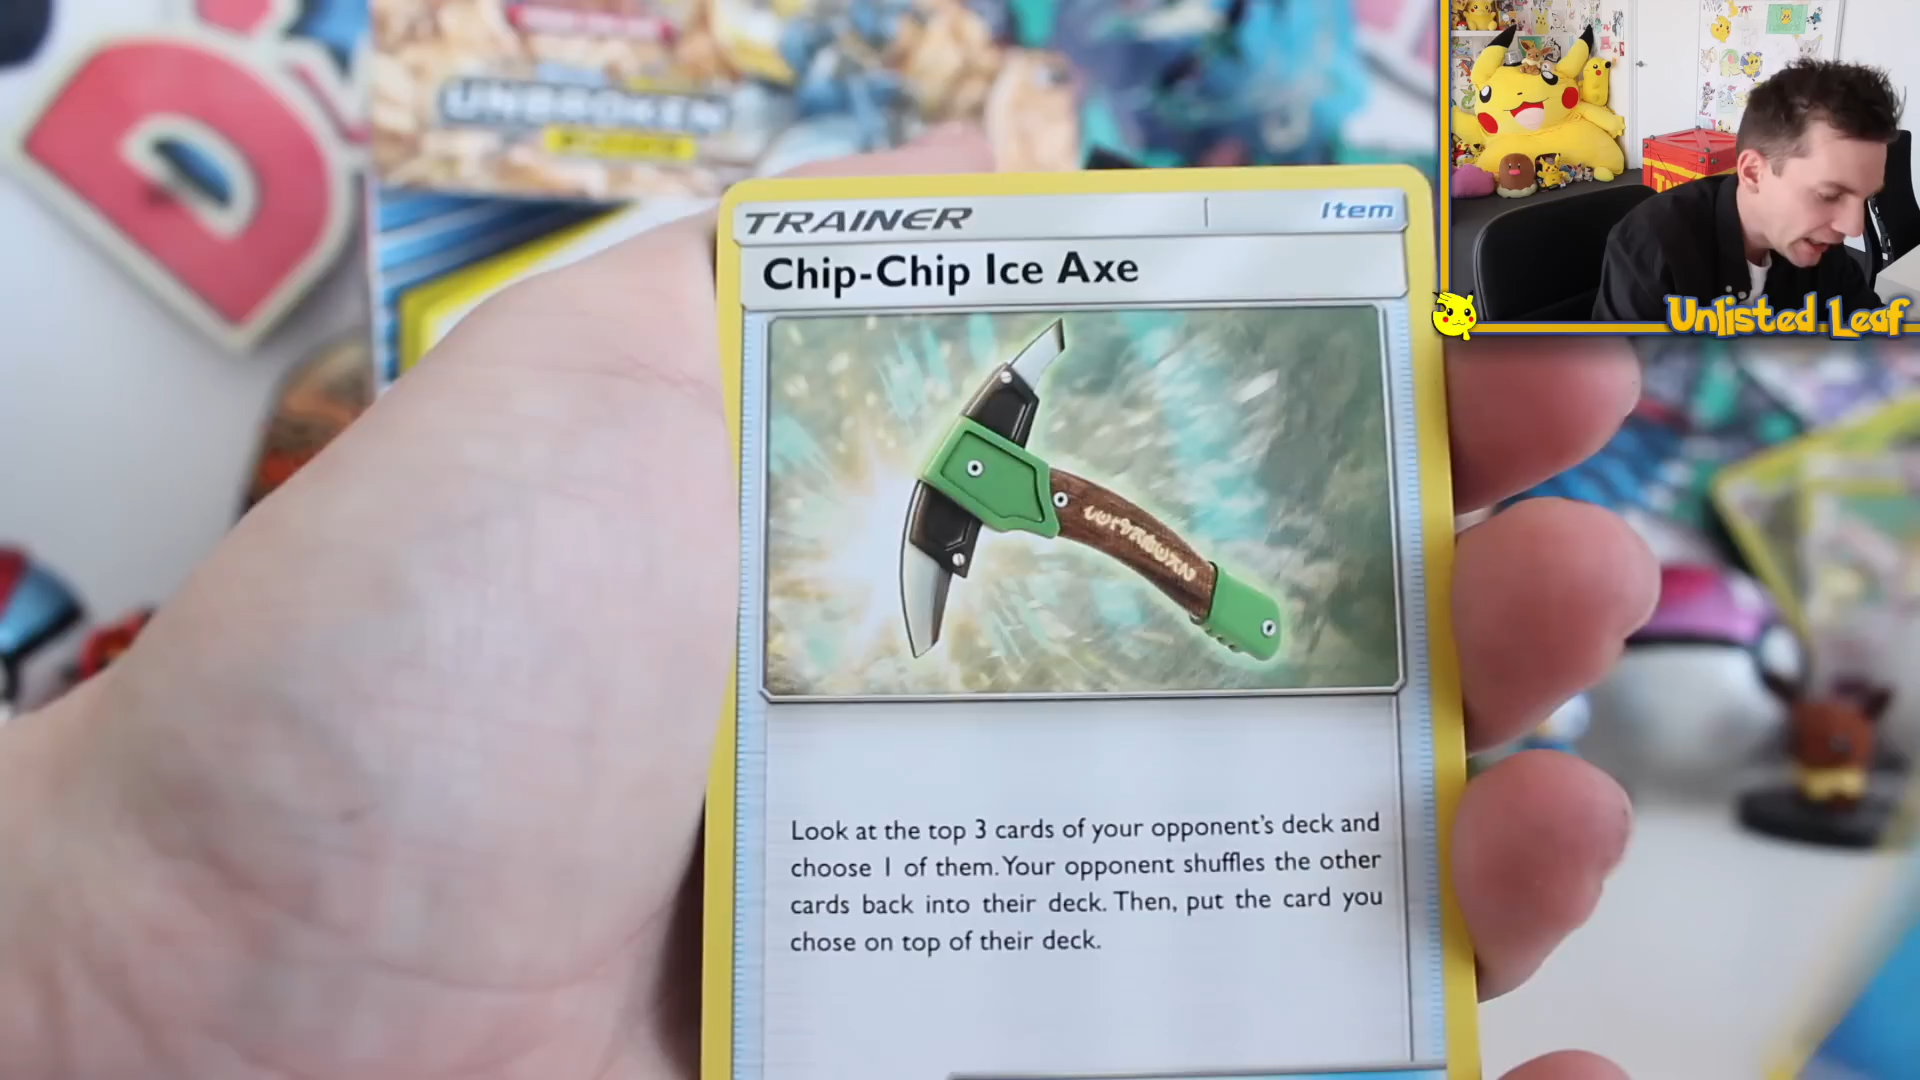 UNBROKEN
TRAINER
Item
Chip-Chip Ice Axe
Look at the top 3 cards of your opponent's deck and
choose 1 of them. Your opponent shuffles the other
cards back into their deck. Then, put the card you
chose on top of their deck.
Unlisted Leaf